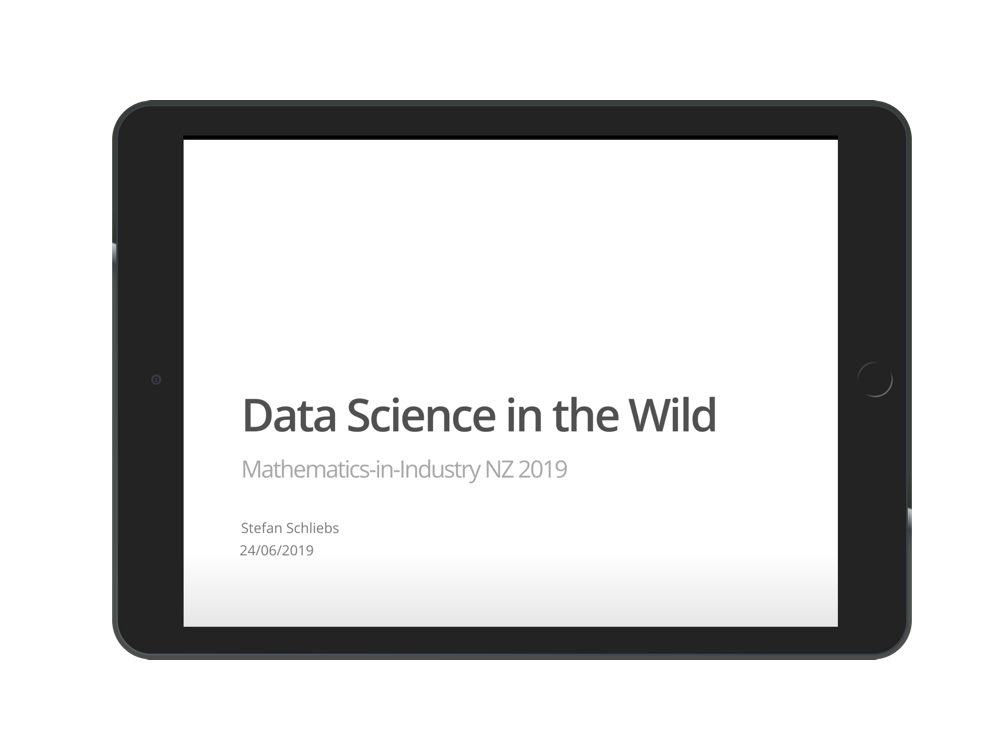 Data Science in the Wild
Mathematics-in-Industry NZ 2019
Stefan Schliebs
24/06/2019